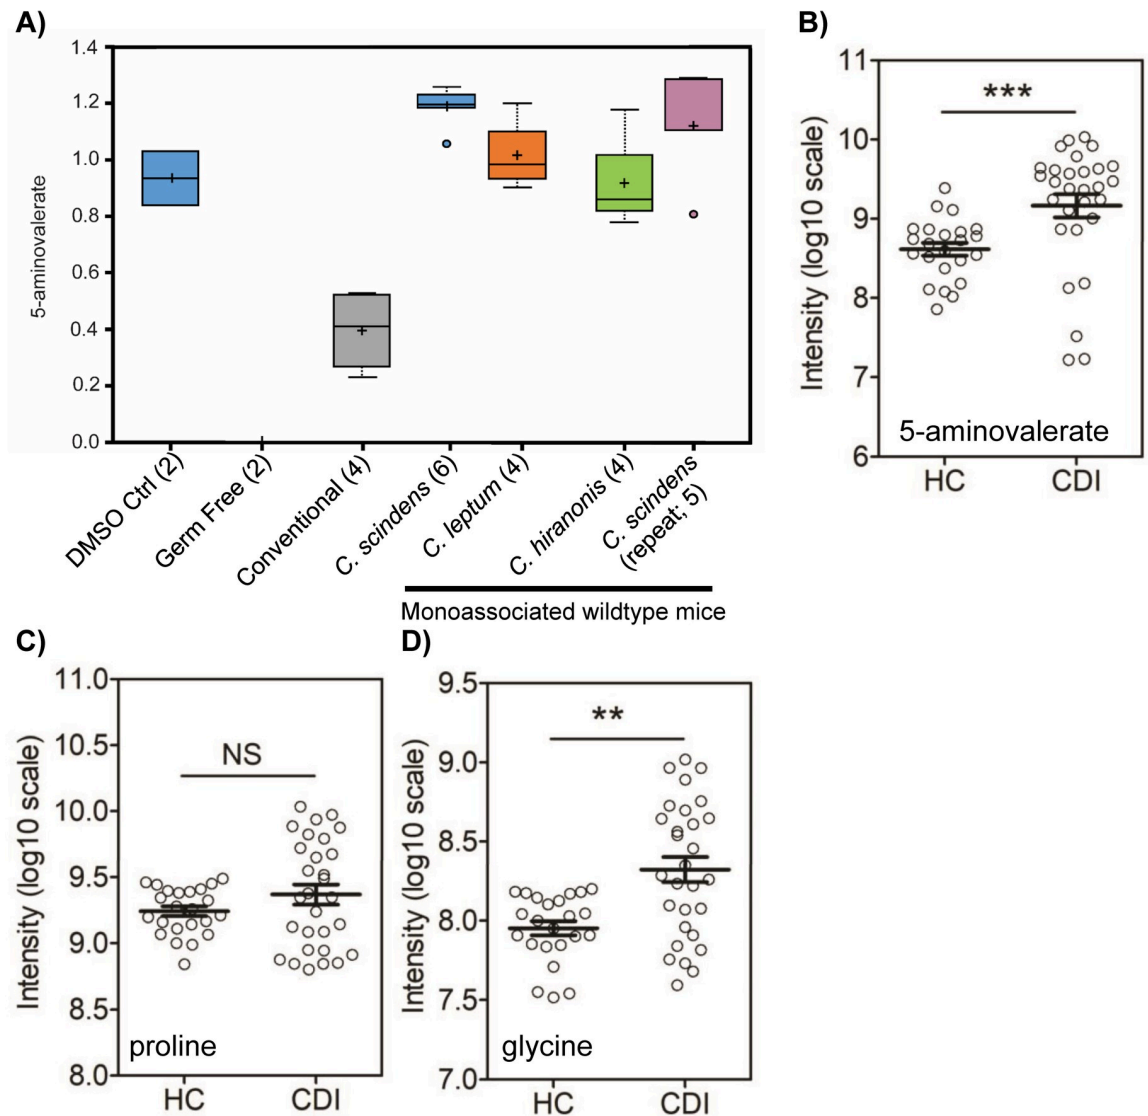 A)
1.4
1.2
1.0
0.8
0.6
0.4
0.2
0.0
5-aminovalerate
DMSO Ctrl (2)
Germ Free (2)
Conventional (4)
C. scindens (6)
C. leptum (4)
C. hiranonis (4)
C. scindens
(repeat; 5)
Monoassociated wildtype mice
B)
11
10
9
8
7
6
Intensity (log10 scale)
***
5-aminovalerate
HC CDI
C)
11.0
10.5
10.0
9.5
9.0
8.5
8.0
Intensity (log10 scale)
NS
proline
HC CDI
D)
9.5
9.0
8.5
8.0
7.5
7.0
Intensity (log10 scale)
**
glycine
HC CDI